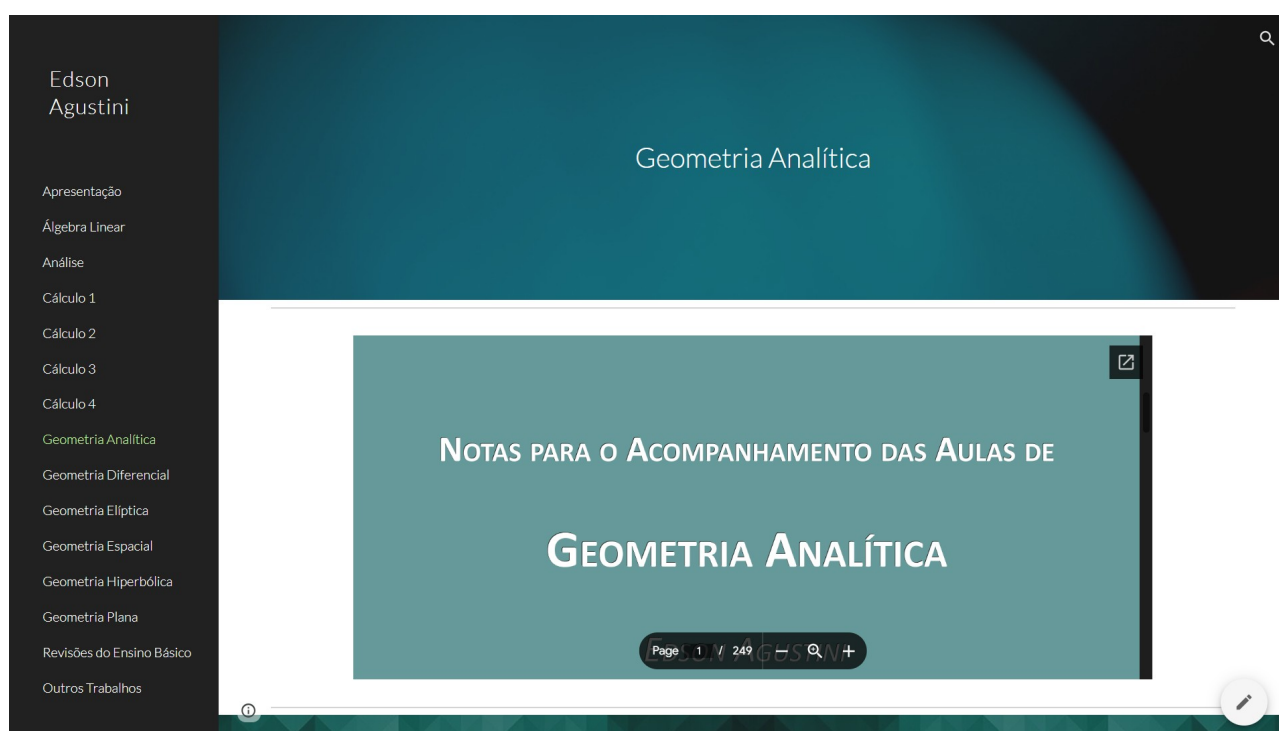 Edson
Agustini
Apresentação
Álgebra Linear
Análise
Cálculo 1
Cálculo 2
Cálculo 3
Cálculo 4
Geometria Analítica
Geometria Diferencial
Geometria Elíptica
Geometria Espacial
Geometria Hiperbólica
Geometria Plana
Revisões do Ensino Básico
Outros Trabalhos
Geometria Analítica
NOTAS PARA O ACOMPANHAMENTO DAS AULAS DE
GEOMETRIA ANALÍTICA
EDSON AGUSTINI
Page 1 / 249